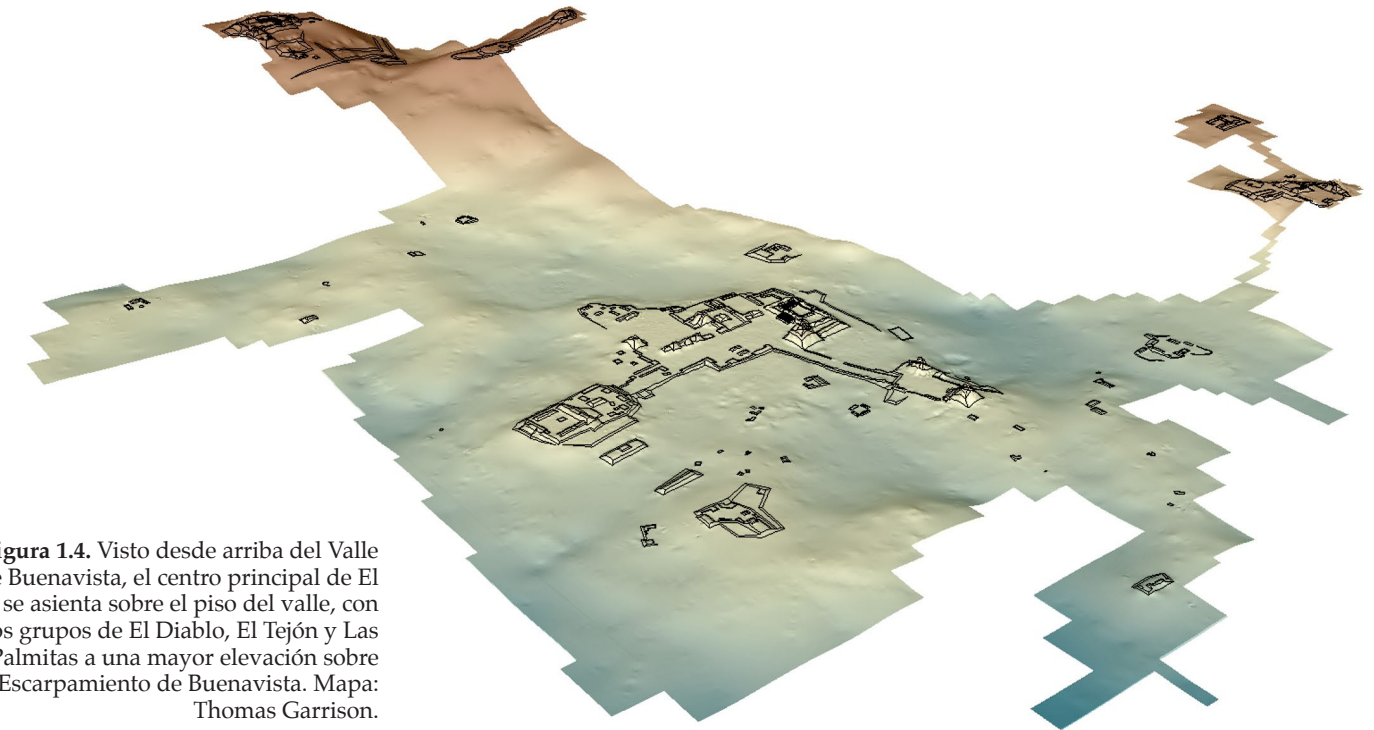 igura 1.4. Visto desde arriba del Valle
e Buenavista, el centro principal de El
se asienta sobre el piso del valle, con
os grupos de El Diablo, El Tejón y Las
Palmitas a una mayor elevación sobre
Escarpamiento de Buenavista. Mapa:
Thomas Garrison.